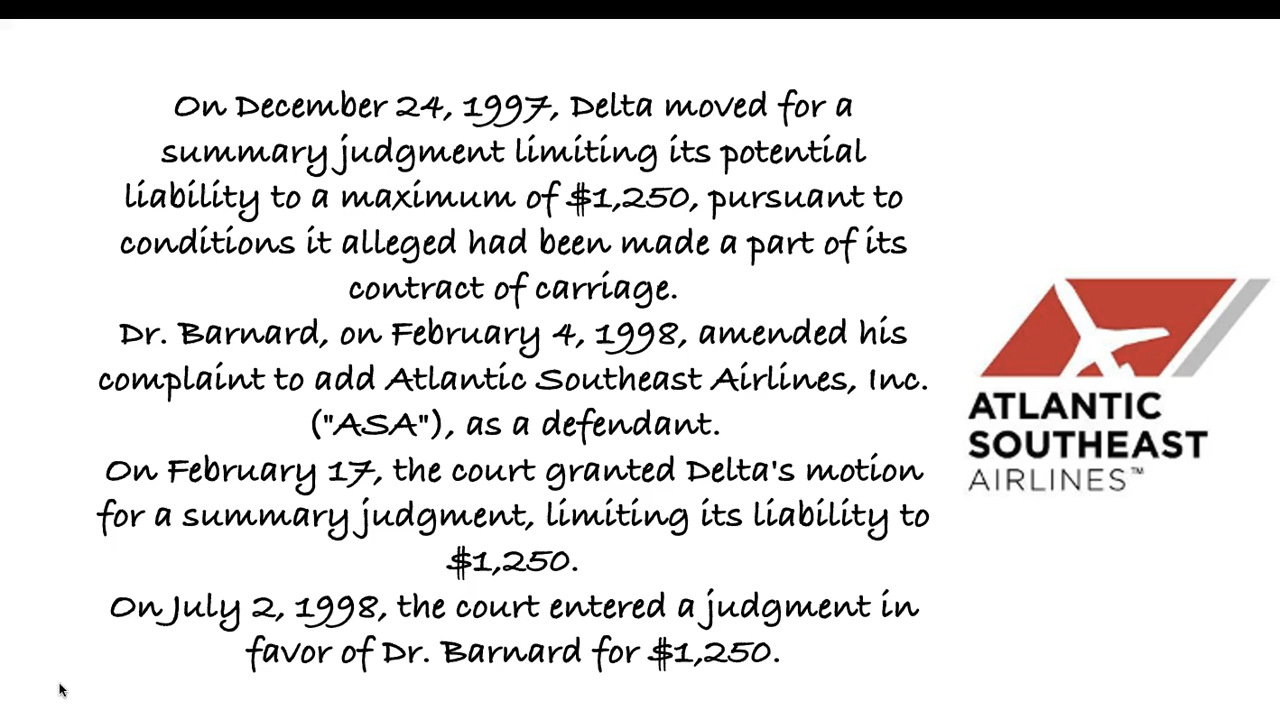 On December 24, 1997, Delta moved for a
summary judgment limiting its potential
liability to a maximum of $1,250, pursuant to
conditions it alleged had been made a part of its
contract of carriage.
Dr. Barnard, on February 4, 1998, amended his
complaint to add Atlantic Southeast Airlines, Inc.
("ASA"), as a defendant.
On February 17, the court granted Delta's motion
for a summary judgment, limiting its liability to
$1,250.
On July 2, 1998, the court entered a judgment in
favor of Dr. Barnard for $1,250.
ATLANTIC
SOUTHEAST
AIRLINES™